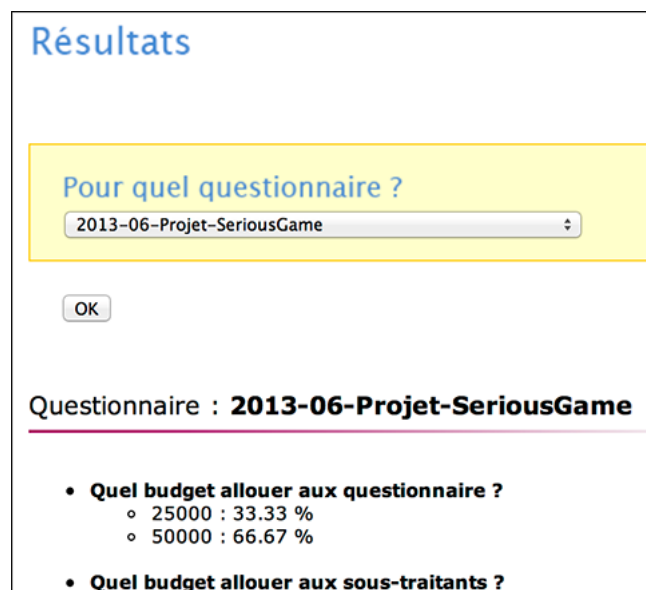 Résultats
Pour quel questionnaire ?
2013-06-Projet-SeriousGame
OK
Questionnaire : 2013-06-Projet-SeriousGame
• Quel budget allouer aux questionnaire ?
◦ 25000 : 33.33 %
◦ 50000 : 66.67 %
• Quel budget allouer aux sous-traitants ?